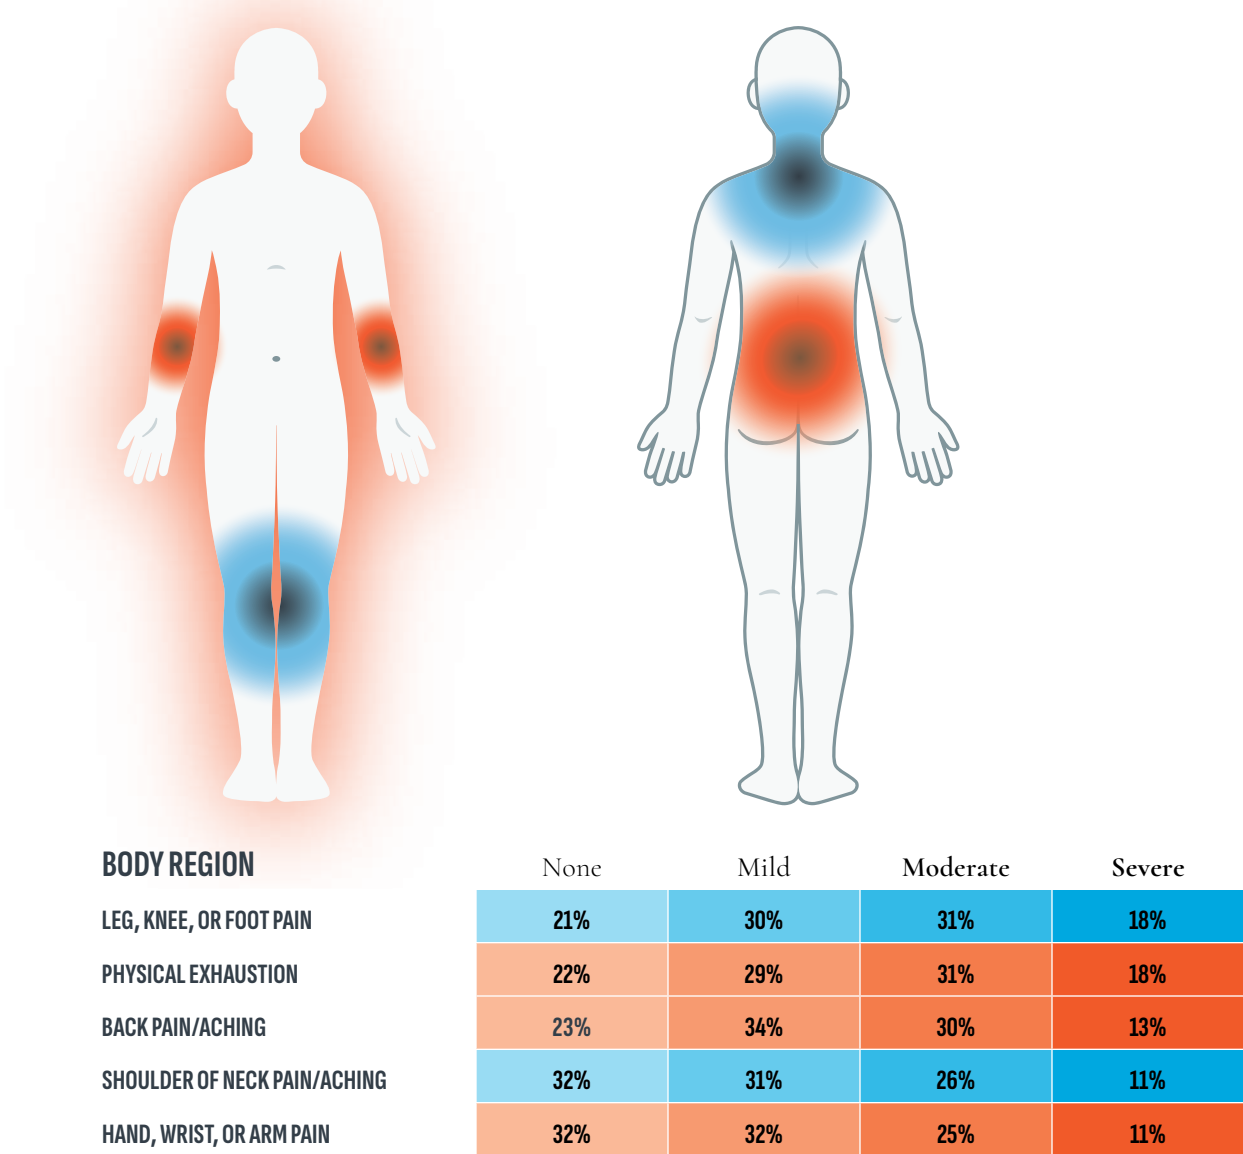 BODY REGION None Mild Moderate Severe
LEG, KNEE, OR FOOT PAIN 21% 30% 31% 18%
PHYSICAL EXHAUSTION 22% 29% 31% 18%
BACK PAIN/ACHING 23% 34% 30% 13%
SHOULDER OF NECK PAIN/ACHING 32% 31% 26% 11%
HAND, WRIST, OR ARM PAIN 32% 32% 25% 11%